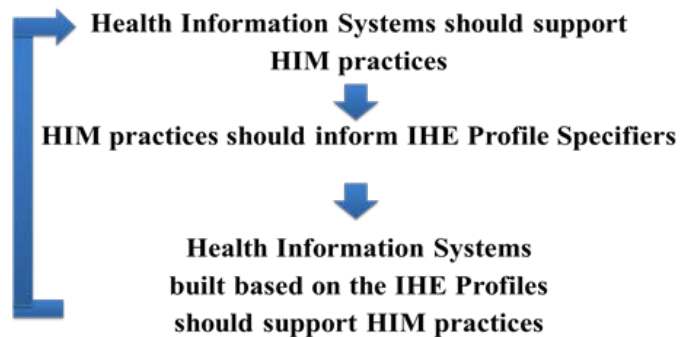 Health Information Systems should support
HIM practices
HIM practices should inform IHE Profile Specifiers
Health Information Systems
built based on the IHE Profiles
should support HIM practices